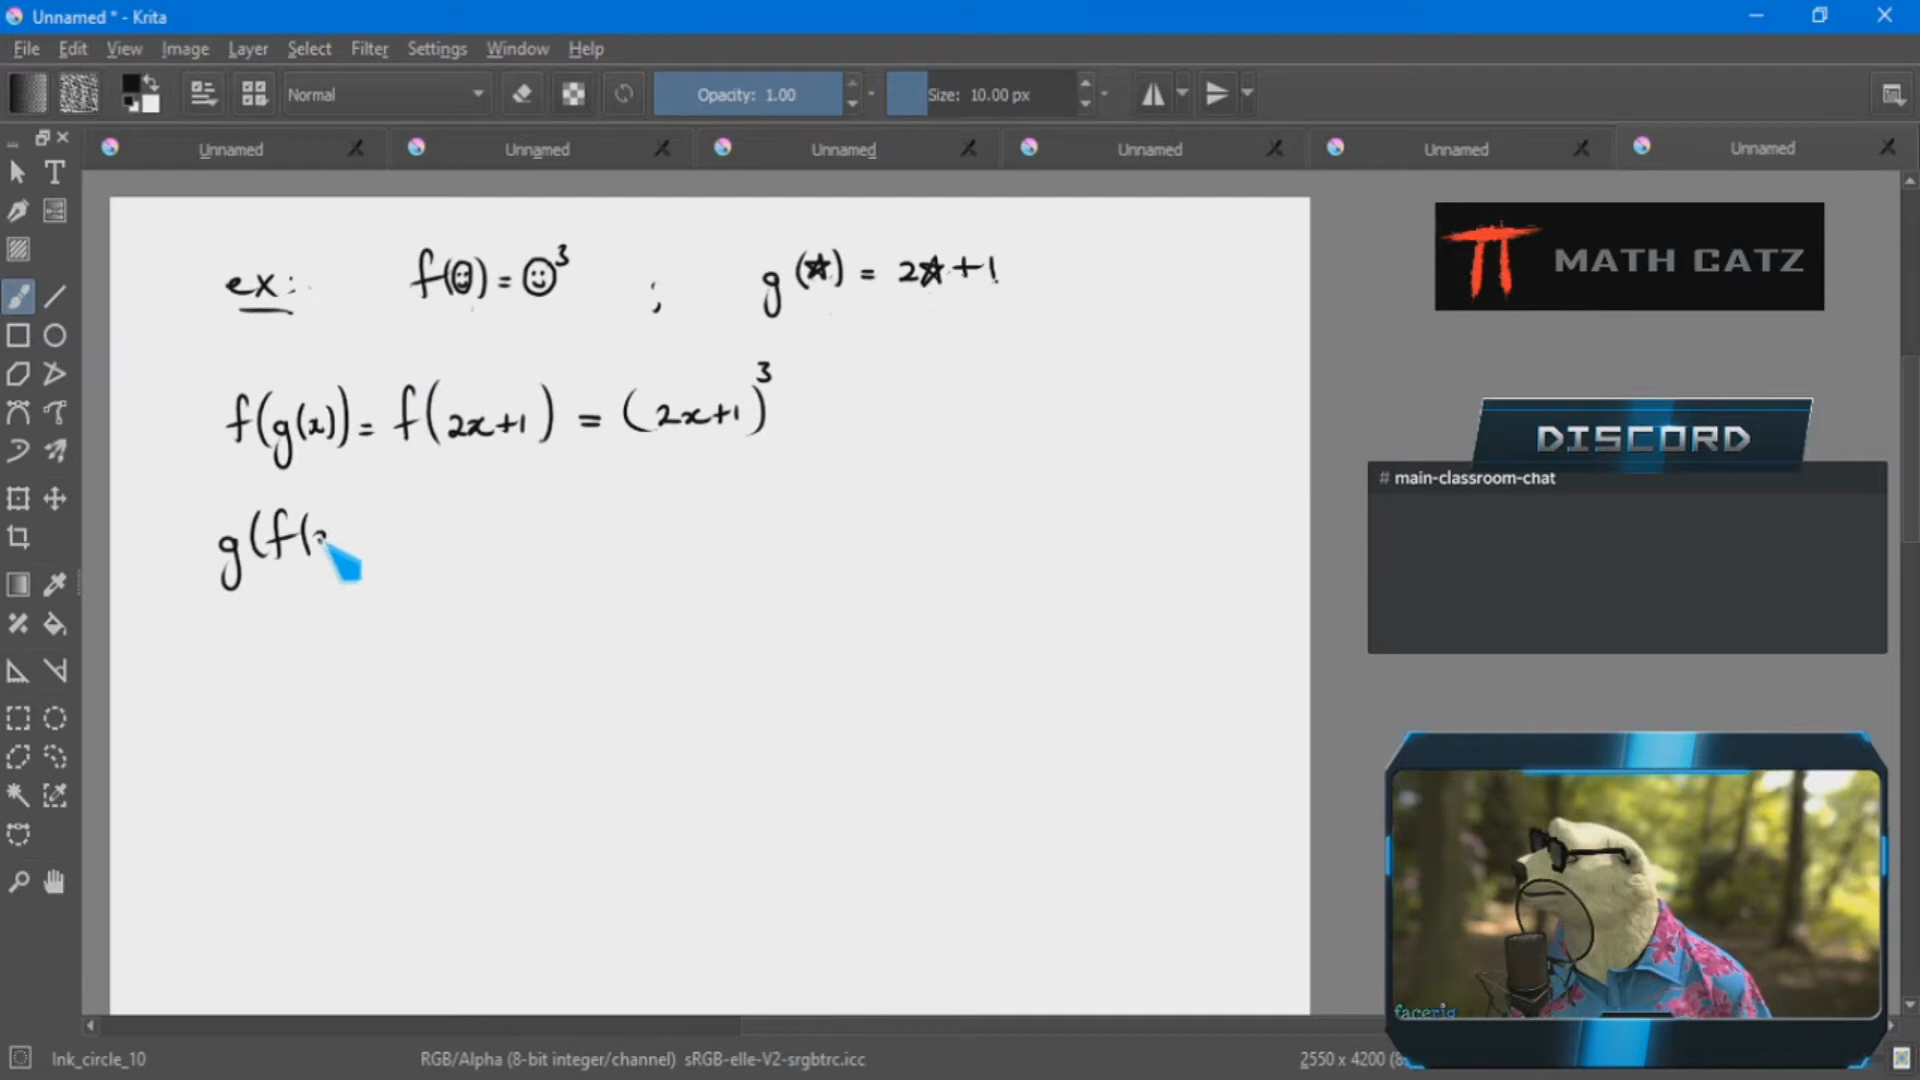 Unnamed * - Krita
File Edit View Image Layer Select Filter Settings Window Help
Normal Opacity: 1.00 Size: 10.00 px
Unnamed Unnamed Unnamed Unnamed Unnamed Unnamed
ex: f(☺) = ☺³ ; g(☆) = 2☆+1
f(g(x)) = f(2x+1) = (2x+1)³
g(f(
MATH CATZ
DISCORD
# main-classroom-chat
facerig
Ink_circle_10 RGB/Alpha (8-bit integer/channel) sRGB-elle-V2-srgbtrc.icc 2550 x 4200 (8